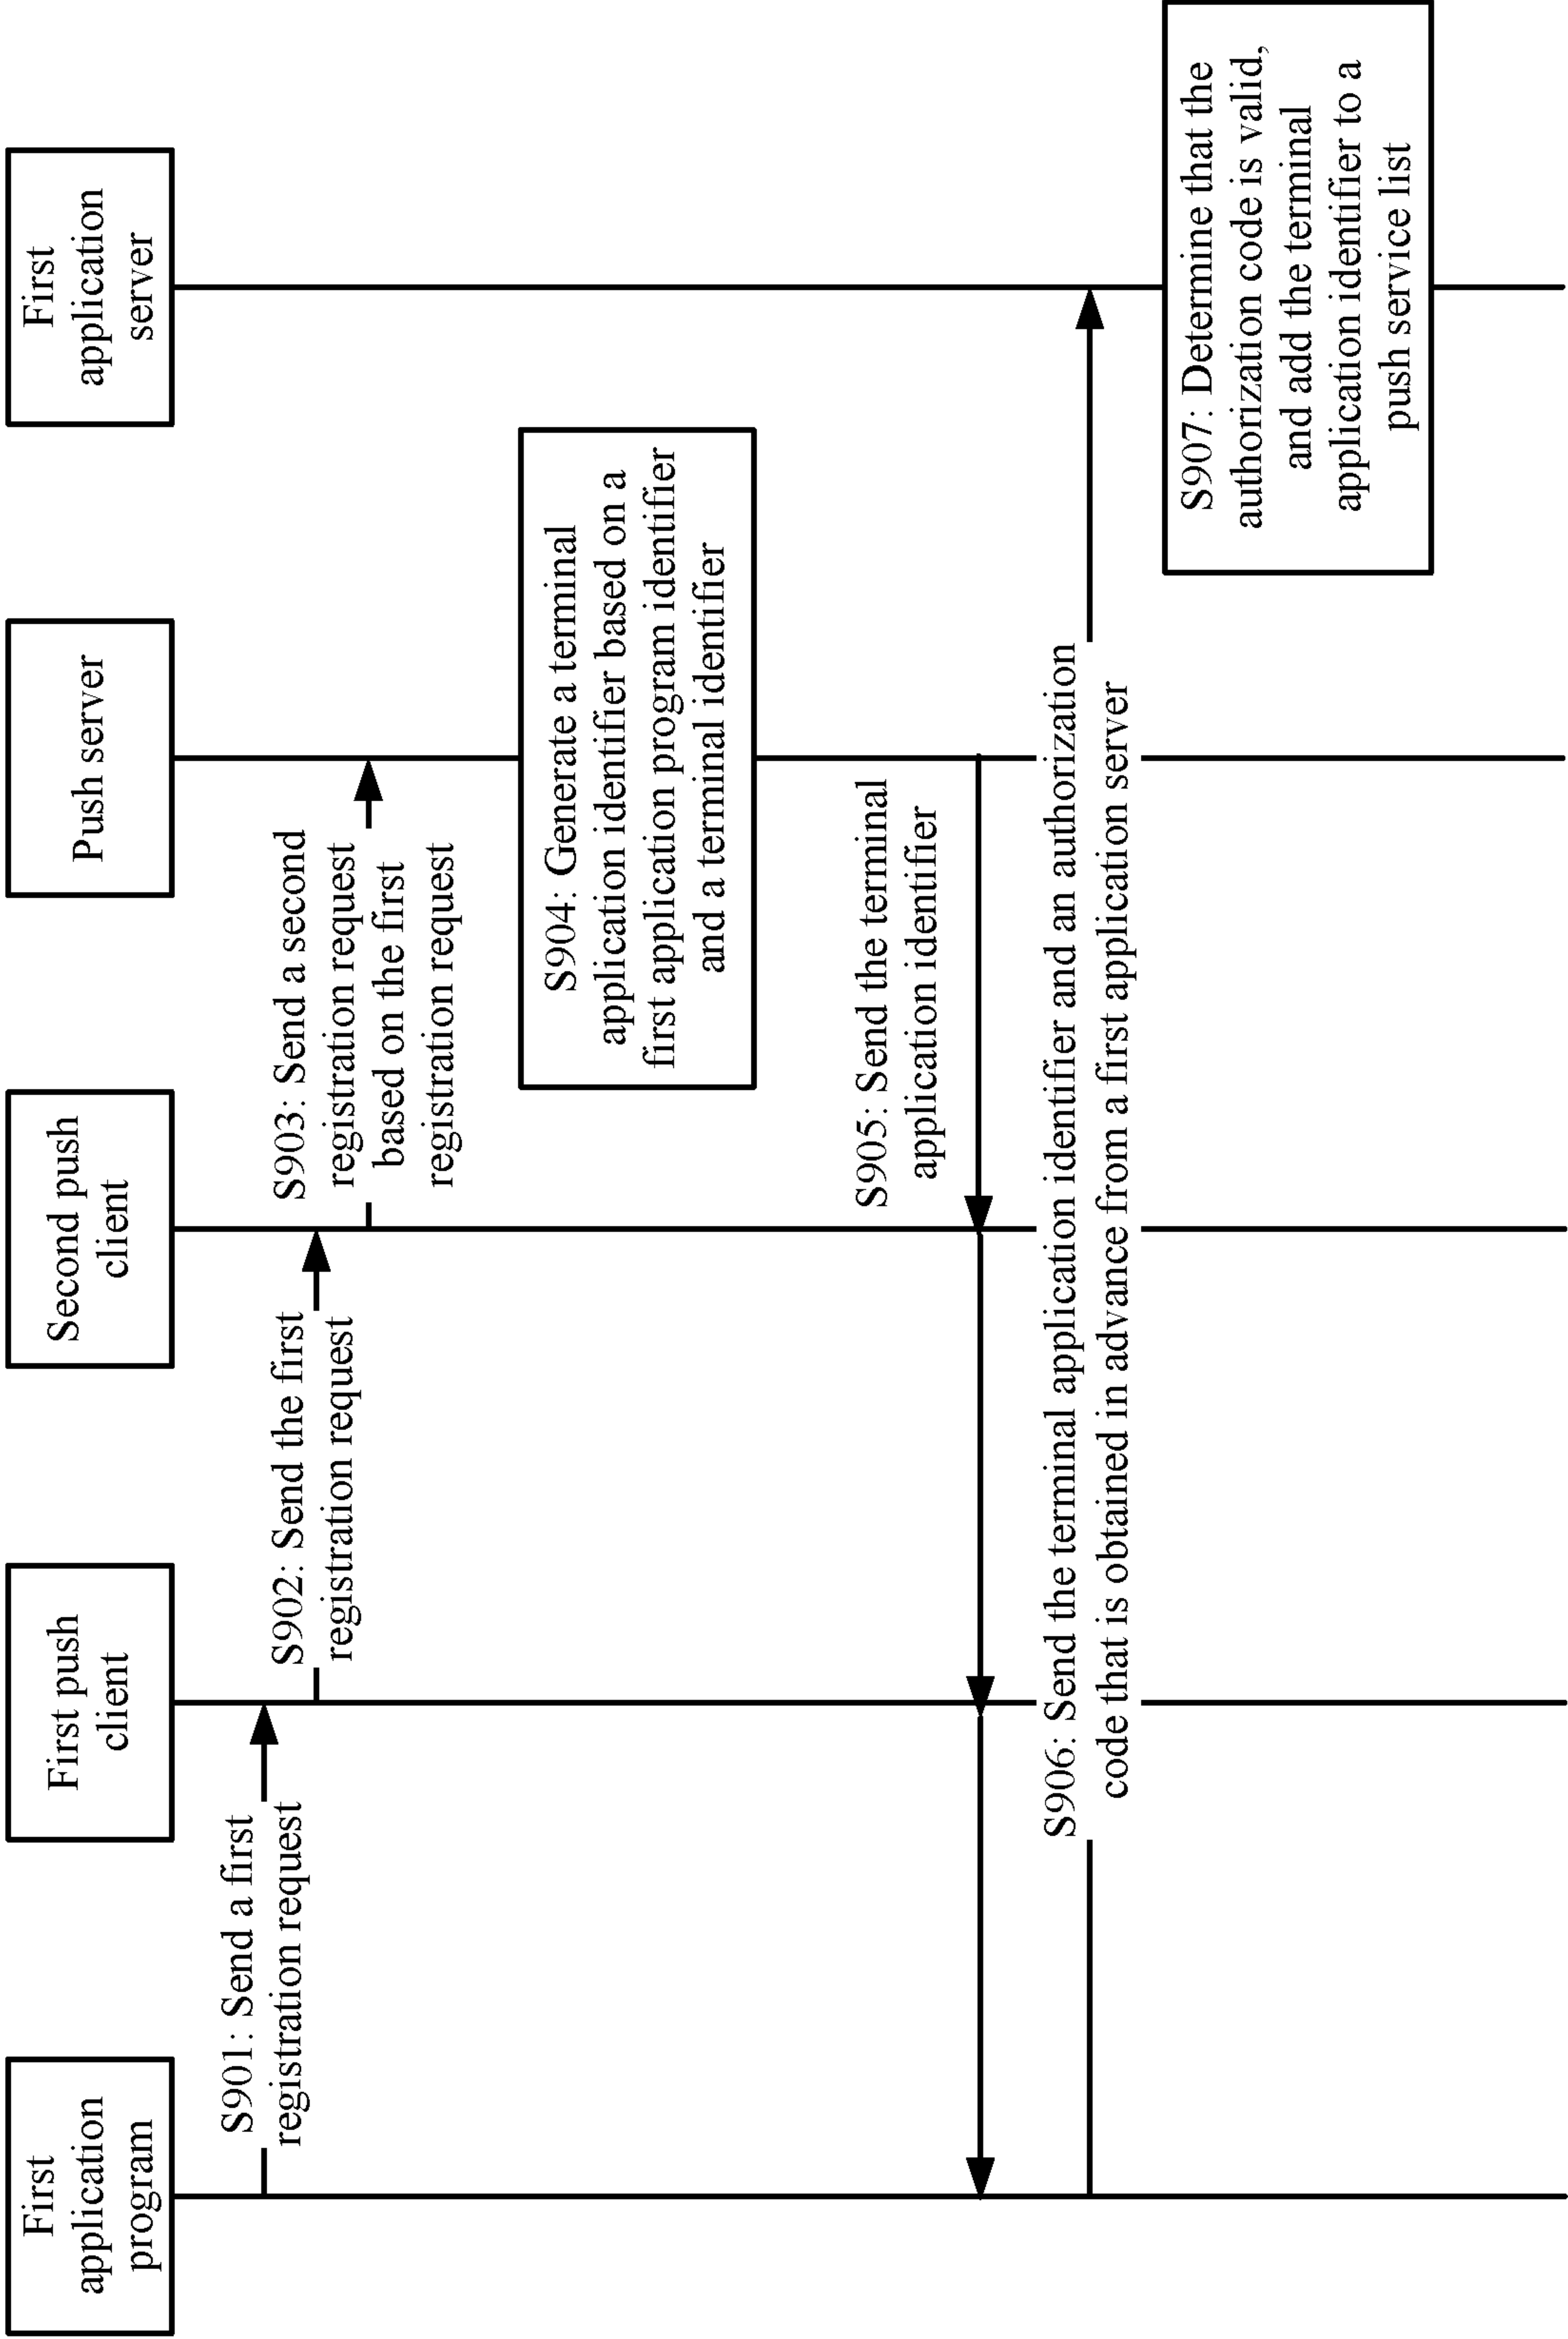 First
application
program
First push
client
Second push
client
Push server
First
application
server
S901: Send a first
registration request
S902: Send the first
registration request
S903: Send a second
registration request
based on the first
registration request
S904: Generate a terminal
application identifier based on a
first application program identifier
and a terminal identifier
S905: Send the terminal
application identifier
S906: Send the terminal application identifier and an authorization
code that is obtained in advance from a first application server
S907: Determine that the
authorization code is valid,
and add the terminal
application identifier to a
push service list